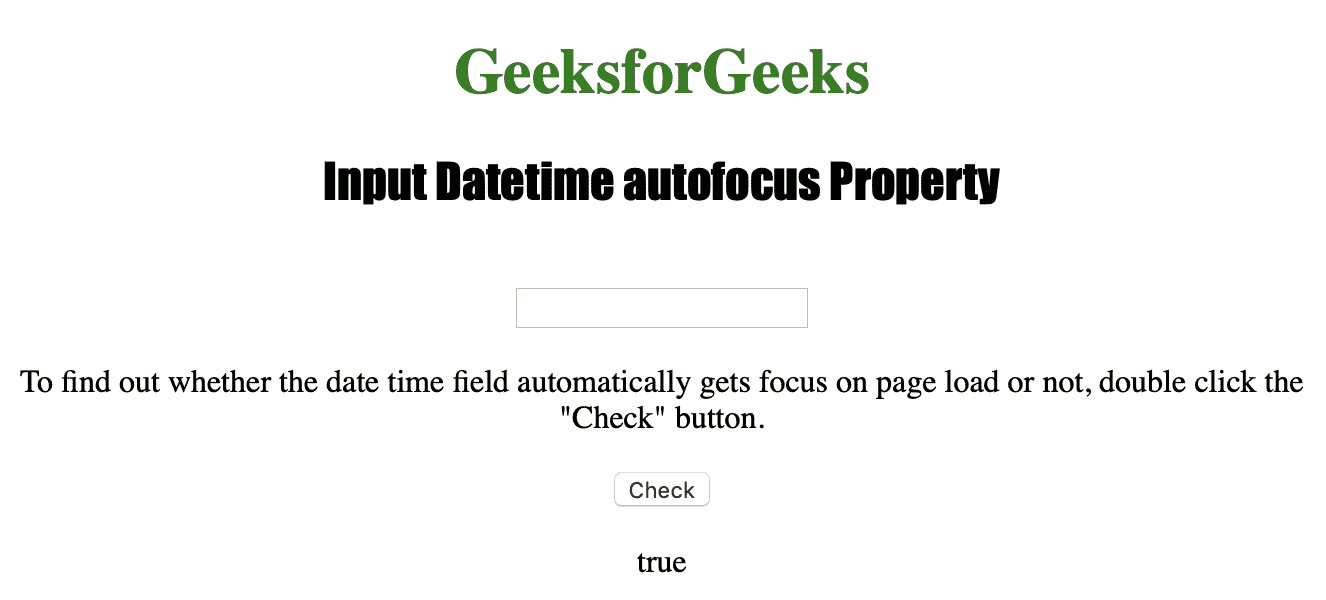 GeeksforGeeks
Input Datetime autofocus Property
To find out whether the date time field automatically gets focus on page load or not, double click the
"Check" button.
Check
true